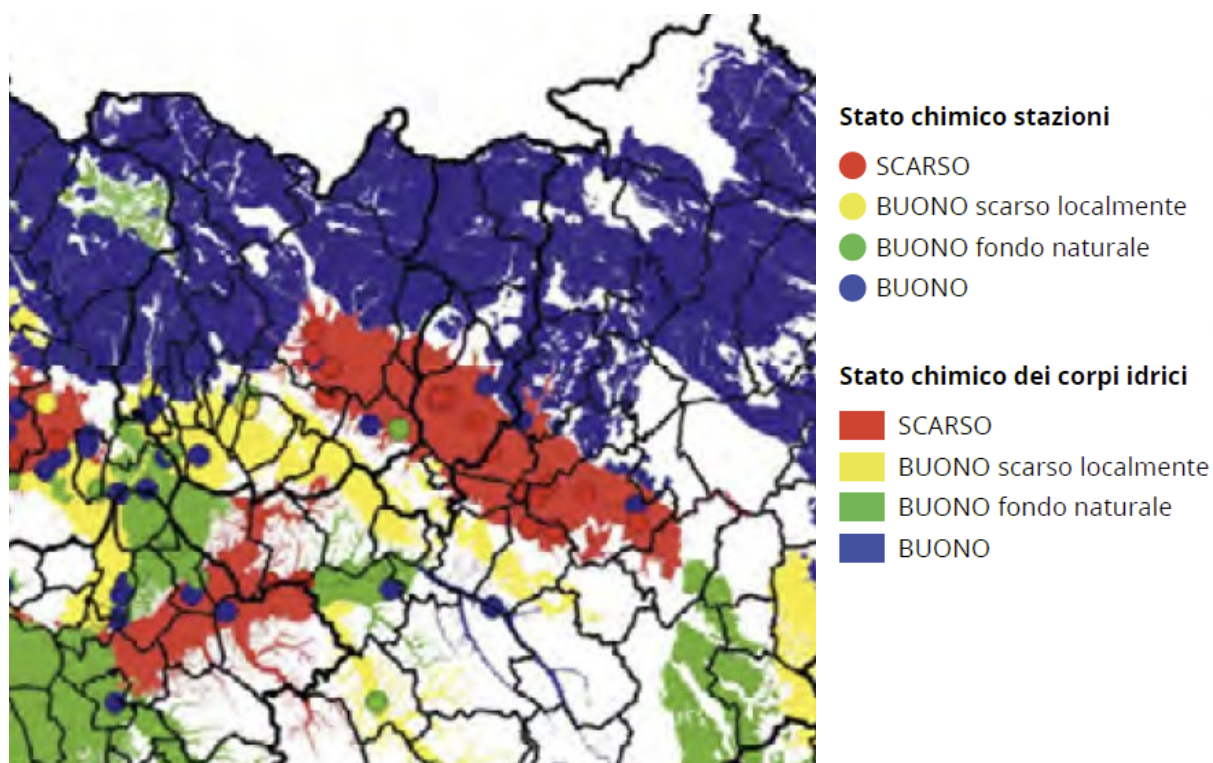 Stato chimico stazioni
SCARSO
BUONO scarso localmente
BUONO fondo naturale
BUONO
Stato chimico dei corpi idrici
SCARSO
BUONO scarso localmente
BUONO fondo naturale
BUONO